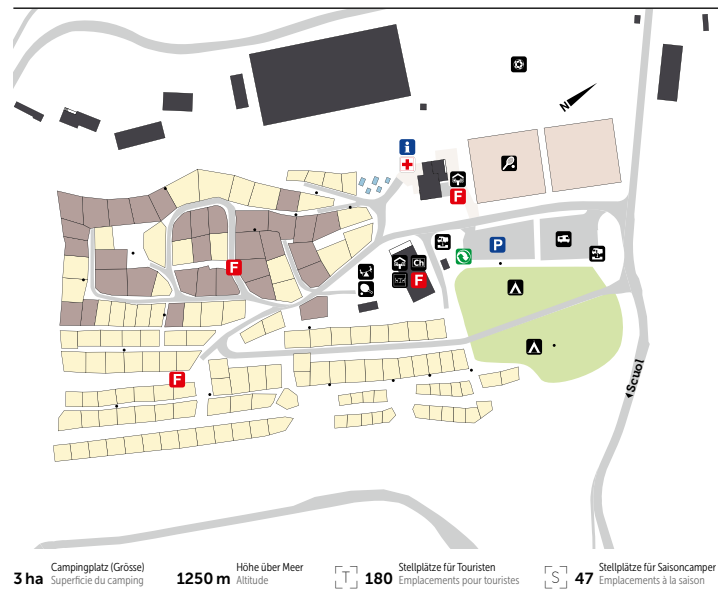 N
i
F
P
Ch
F
F
F
Scuol
3 ha Campingplatz (Grösse)
Superficie du camping
1250 m Höhe über Meer
Altitude
T 180 Stellplätze für Touristen
Emplacements pour touristes
S 47 Stellplätze für Saisoncamper
Emplacements à la saison